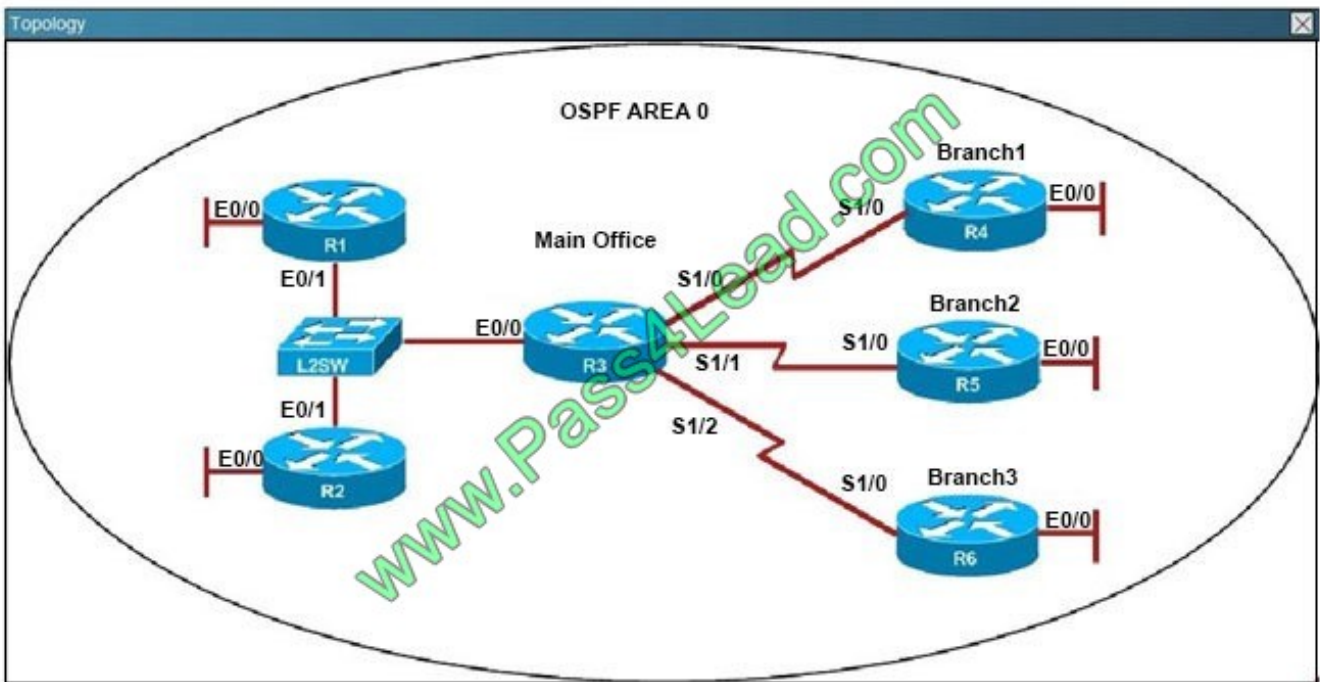 Topology
OSPF AREA 0
Branch1
E0/0
R1
S1/0
E0/0
R4
Main Office
E0/1
S1/0
Branch2
L2SW
E0/0
R3
S1/1
S1/0
E0/0
R5
E0/1
S1/2
E0/0
R2
Branch3
S1/0
E0/0
R6
www.Pass4Lead.com